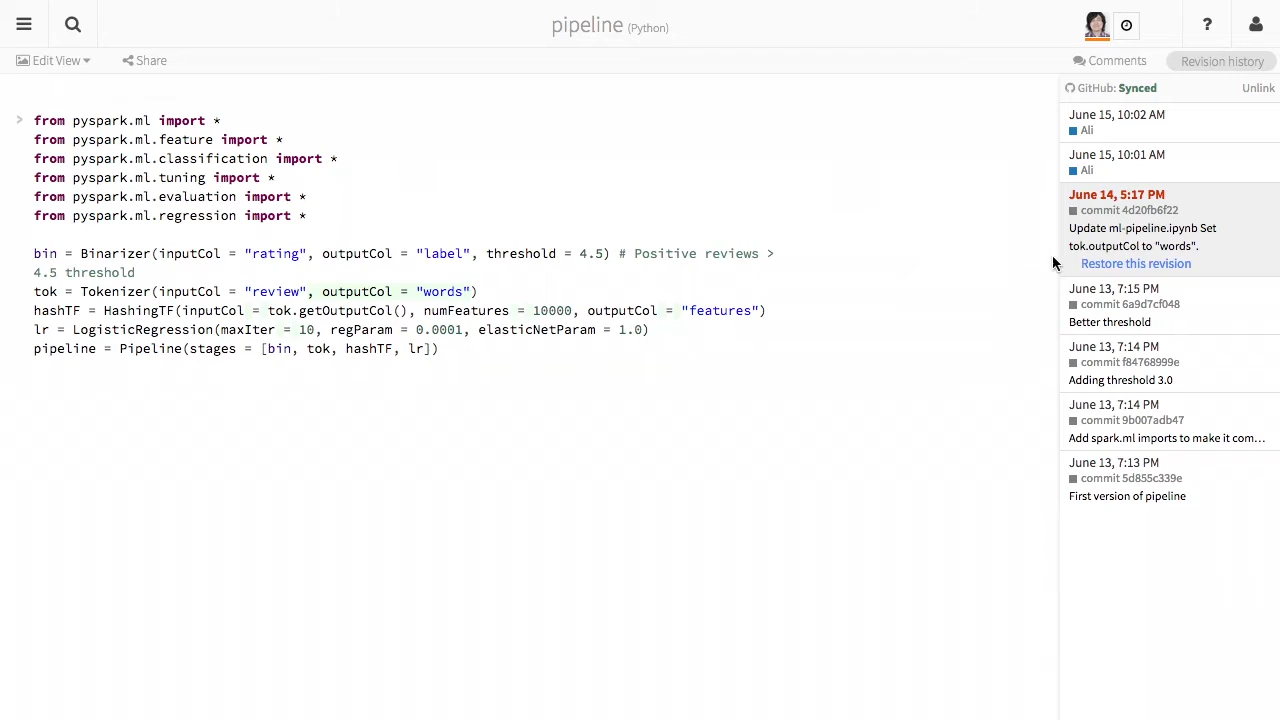 pipeline (Python)
?
Edit View
Share
Comments
Revision history
> from pyspark.ml import *
from pyspark.ml.feature import *
from pyspark.ml.classification import *
from pyspark.ml.tuning import *
from pyspark.ml.evaluation import *
from pyspark.ml.regression import *
bin = Binarizer(inputCol = "rating", outputCol = "label", threshold = 4.5) # Positive reviews >
4.5 threshold
tok = Tokenizer(inputCol = "review", outputCol = "words")
hashTF = HashingTF(inputCol = tok.getOutputCol(), numFeatures = 10000, outputCol = "features")
lr = LogisticRegression(maxIter = 10, regParam = 0.0001, elasticNetParam = 1.0)
pipeline = Pipeline(stages = [bin, tok, hashTF, lr])
GitHub: Synced
Unlink
June 15, 10:02 AM
Ali
June 15, 10:01 AM
Ali
June 14, 5:17 PM
commit 4d20fb6f22
Update ml-pipeline.ipynb Set
tok.outputCol to "words".
Restore this revision
June 13, 7:15 PM
commit 6a9d7cf048
Better threshold
June 13, 7:14 PM
commit f84768999e
Adding threshold 3.0
June 13, 7:14 PM
commit 9b007adb47
Add spark.ml imports to make it com...
June 13, 7:13 PM
commit 5d855c339e
First version of pipeline